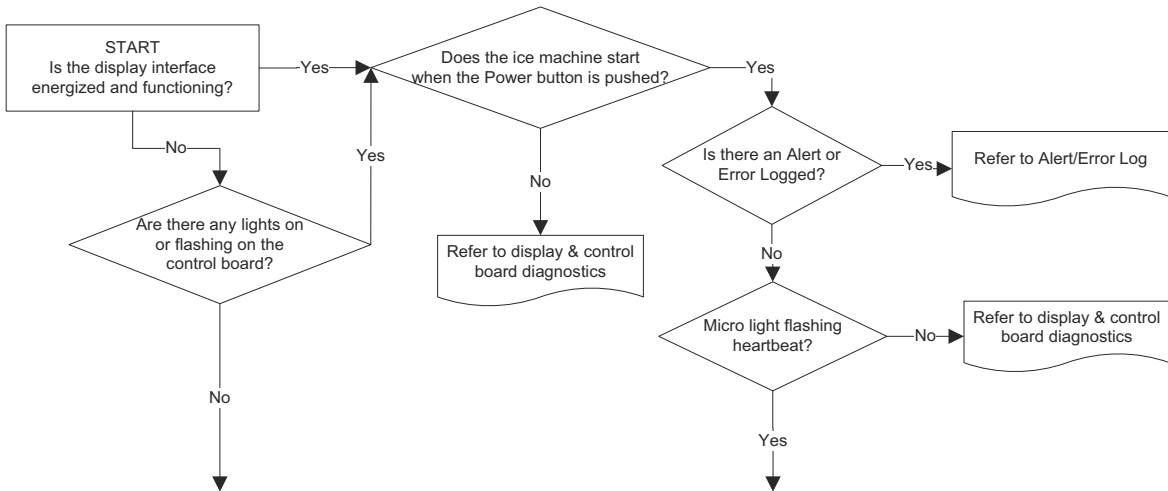 START
Is the display interface
energized and functioning?
Yes
Does the ice machine start
when the Power button is pushed?
Yes
No
Are there any lights on
or flashing on the
control board?
Yes
No
No
Refer to display & control
board diagnostics
Is there an Alert or
Error Logged?
Yes
Refer to Alert/Error Log
No
Micro light flashing
heartbeat?
No
Refer to display & control
board diagnostics
Yes